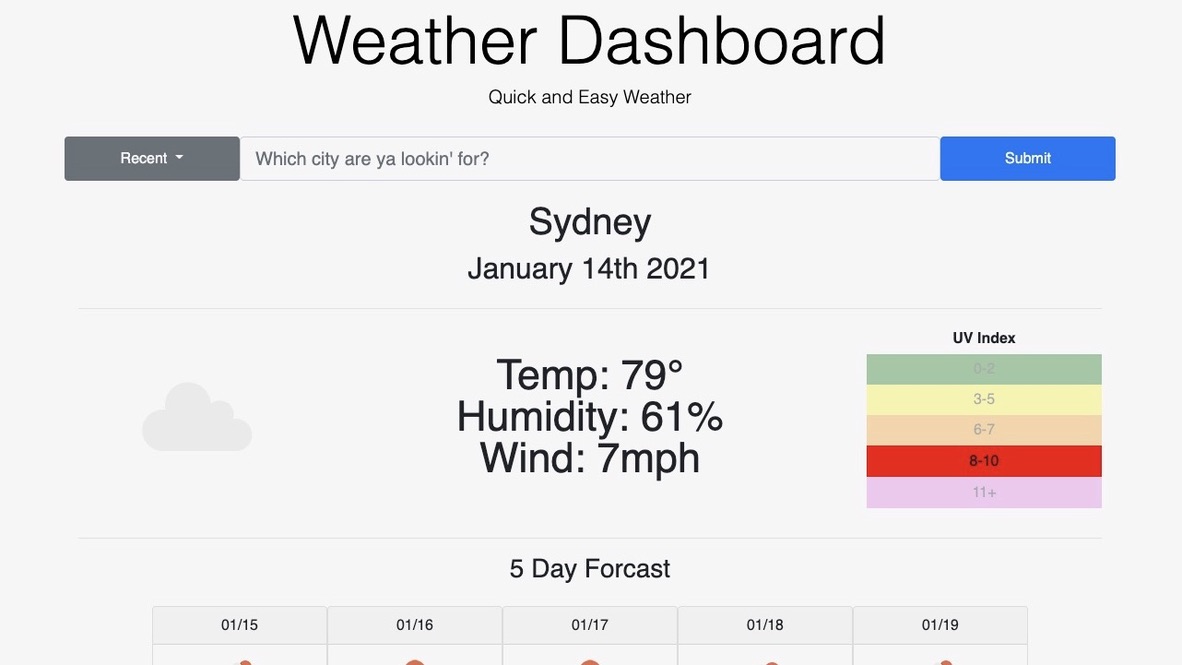 Weather Dashboard
Quick and Easy Weather
Recent
Which city are ya lookin' for?
Submit
Sydney
January 14th 2021
UV Index
0-2
3-5
6-7
8-10
11+
Temp: 79°
Humidity: 61%
Wind: 7mph
5 Day Forcast
01/15
01/16
01/17
01/18
01/19